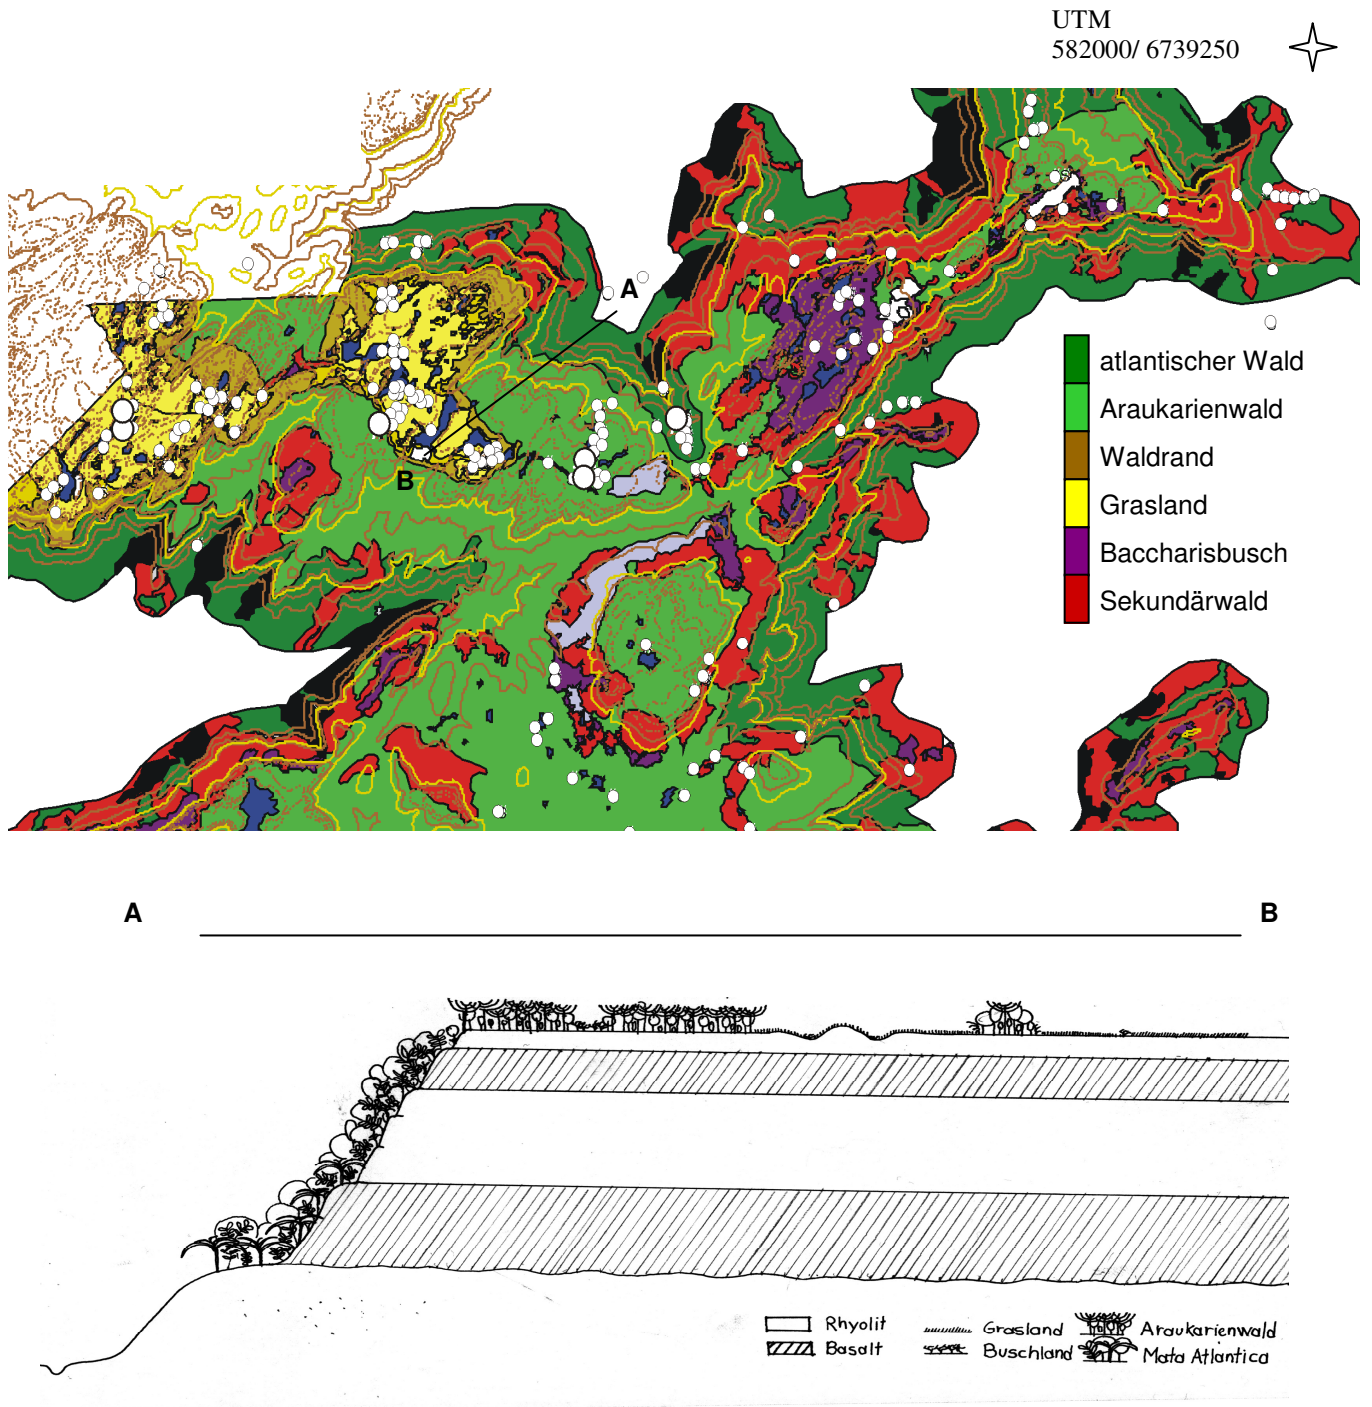 UTM
582000/ 6739250
A
B
atlantischer Wald
Araukarienwald
Waldrand
Grasland
Baccharisbusch
Sekundärwald
A B
Rhyolit Grasland Araukarienwald
Basalt Buschland Mata Atlantica